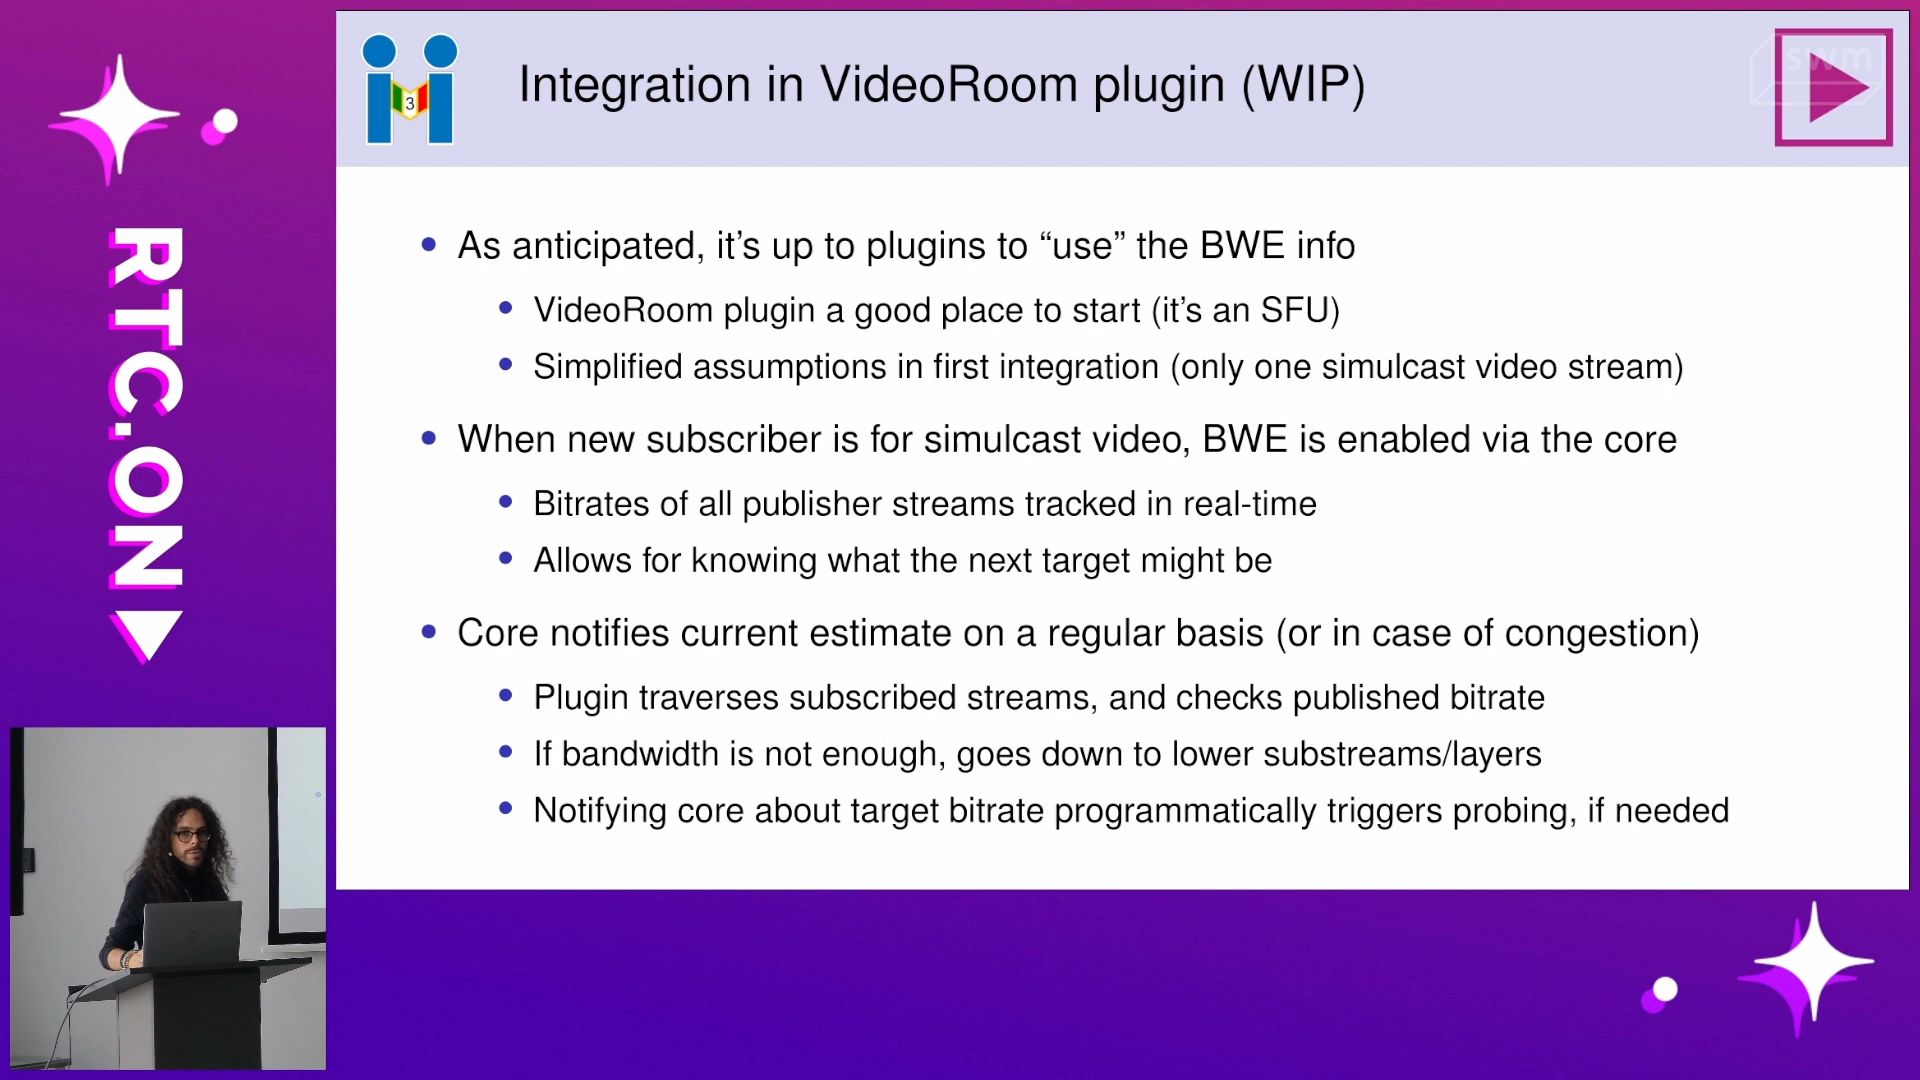 Integration in VideoRoom plugin (WIP)
swm
3
RTC.ON
As anticipated, it’s up to plugins to “use” the BWE info
VideoRoom plugin a good place to start (it’s an SFU)
Simplified assumptions in first integration (only one simulcast video stream)
When new subscriber is for simulcast video, BWE is enabled via the core
Bitrates of all publisher streams tracked in real-time
Allows for knowing what the next target might be
Core notifies current estimate on a regular basis (or in case of congestion)
Plugin traverses subscribed streams, and checks published bitrate
If bandwidth is not enough, goes down to lower substreams/layers
Notifying core about target bitrate programmatically triggers probing, if needed